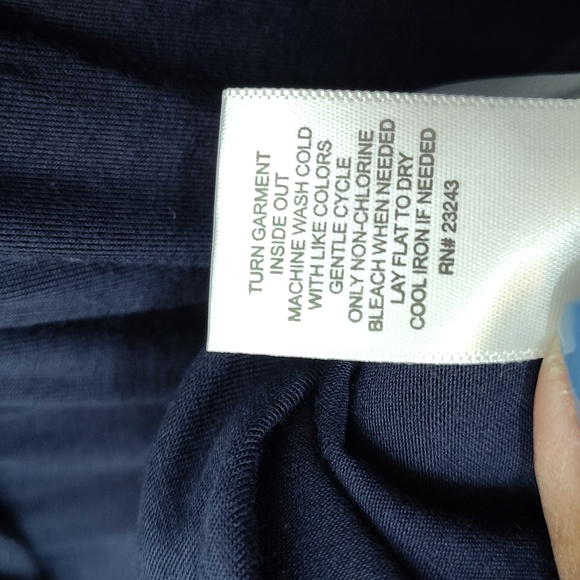 TURN GARMENT
INSIDE OUT
MACHINE WASH COLD
WITH LIKE COLORS
GENTLE CYCLE
ONLY NON-CHLORINE
BLEACH WHEN NEEDED
LAY FLAT TO DRY
COOL IRON IF NEEDED
RN# 23243